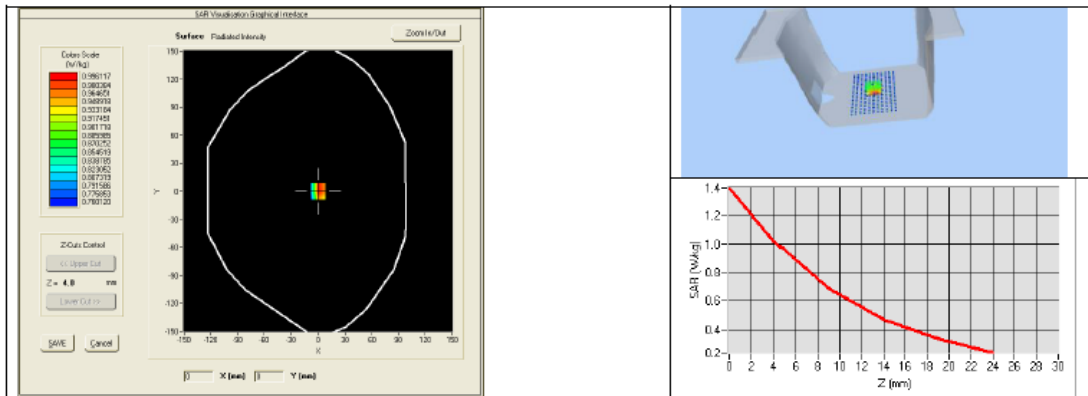 SAR Visualisation Graphical Interface
Surface Radiated Intensity
Zoom In/Out
Colors Scale
(W/kg)
0.996117
0.980384
0.964651
0.948918
0.933184
0.917451
0.901718
0.885985
0.870252
0.854519
0.838785
0.823052
0.807319
0.791586
0.775853
0.760120
150
120
90
60
30
0
-30
-60
-90
-120
-150
Y
-150 -120 -90 -60 -30 0 30 60 90 120 150
X
Z-Cuts Control
<< Upper Cut
Z = 4.0 mm
Lower Cut >>
SAVE Cancel
0 X (mm) Y (mm)
1.4
1.2
1.0
0.8
0.6
0.4
0.2
SAR (W/kg)
0 2 4 6 8 10 12 14 16 18 20 22 24 26 28 30
Z (mm)